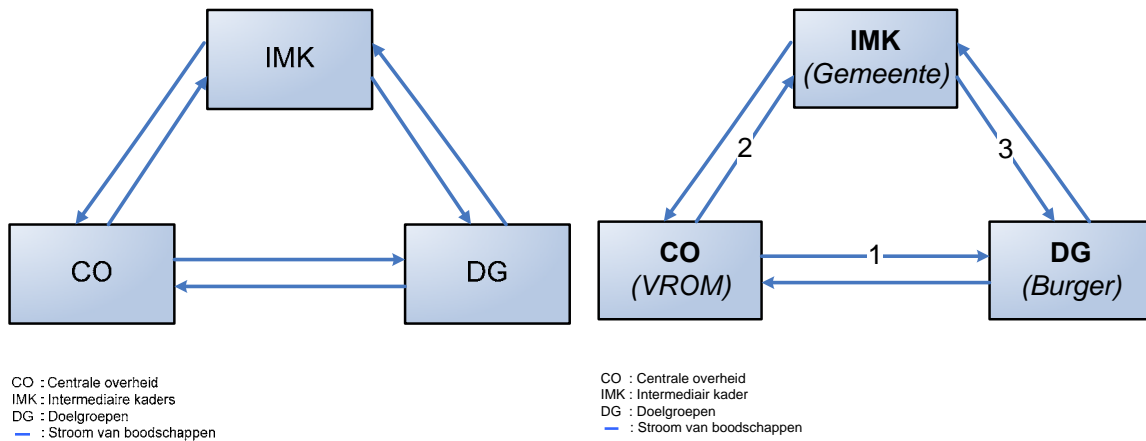 IMK
CO
DG
CO : Centrale overheid
IMK : Intermediaire kaders
DG : Doelgroepen
: Stroom van boodschappen
IMK
(Gemeente)
2
3
CO
(VROM)
1
DG
(Burger)
CO : Centrale overheid
IMK : Intermediair kader
DG : Doelgroepen
: Stroom van boodschappen